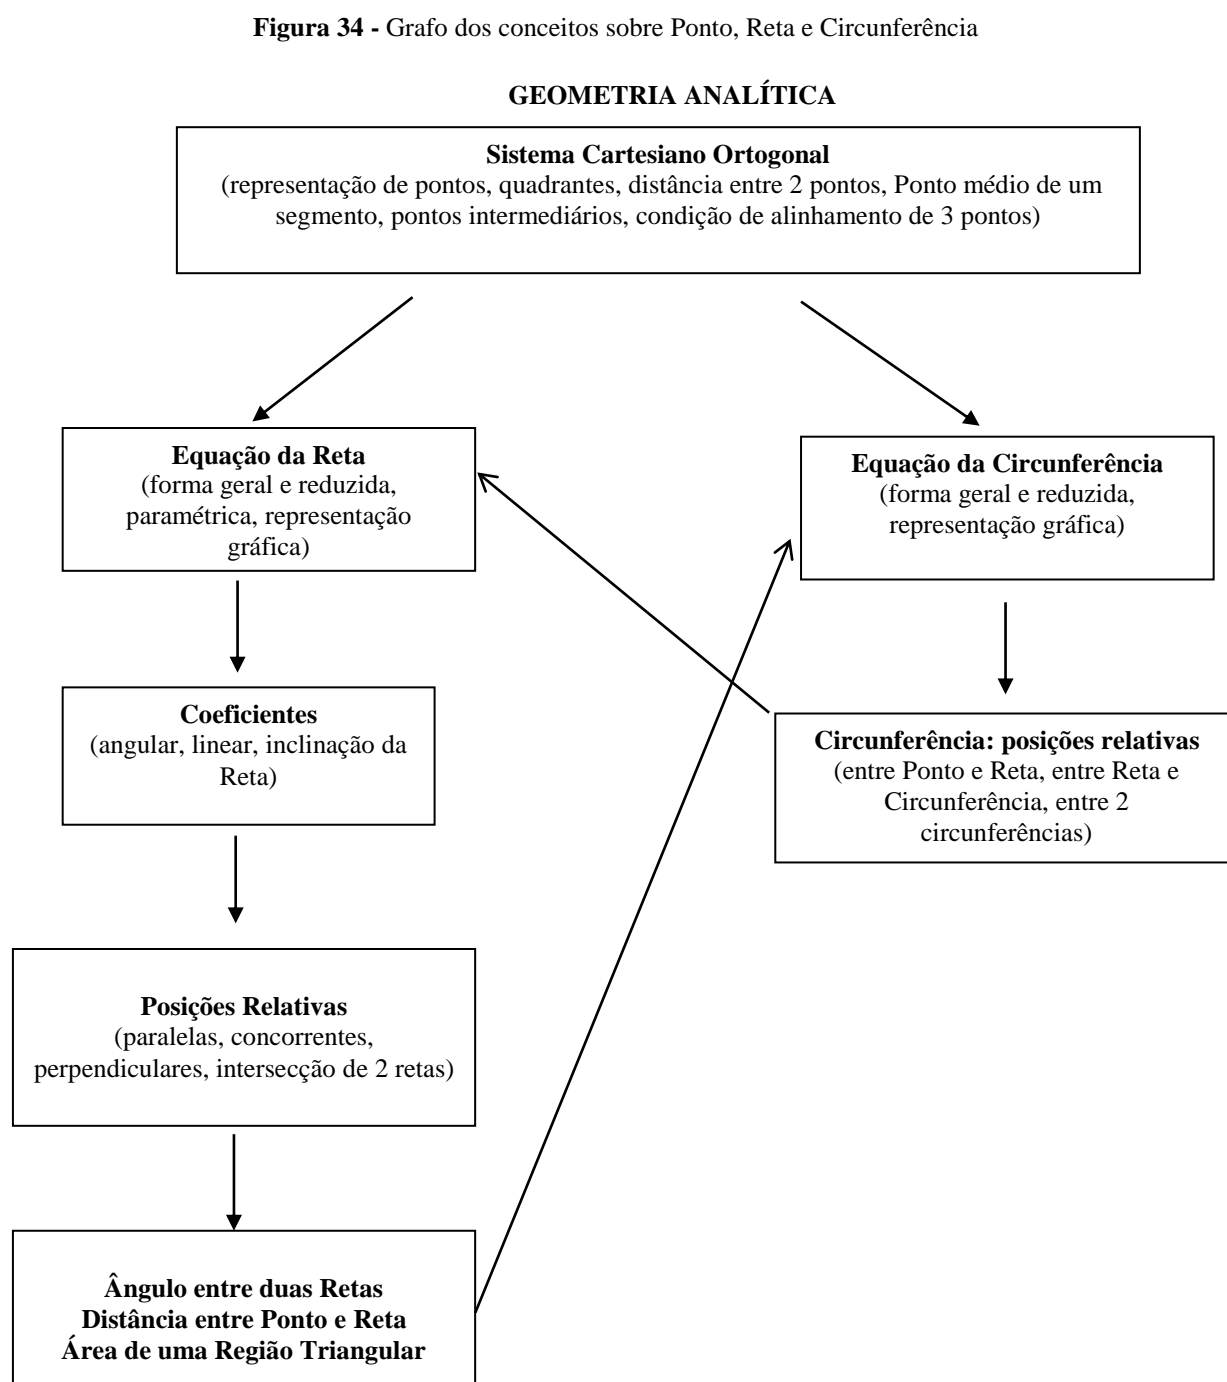 Figura 34 - Grafo dos conceitos sobre Ponto, Reta e Circunferência
GEOMETRIA ANALÍTICA
Sistema Cartesiano Ortogonal
(representação de pontos, quadrantes, distância entre 2 pontos, Ponto médio de um
segmento, pontos intermediários, condição de alinhamento de 3 pontos)
Equação da Reta
(forma geral e reduzida,
paramétrica, representação
gráfica)
Equação da Circunferência
(forma geral e reduzida,
representação gráfica)
Coeficientes
(angular, linear, inclinação da
Reta)
Circunferência: posições relativas
(entre Ponto e Reta, entre Reta e
Circunferência, entre 2
circunferências)
Posições Relativas
(paralelas, concorrentes,
perpendiculares, intersecção de 2 retas)
Ângulo entre duas Retas
Distância entre Ponto e Reta
Área de uma Região Triangular